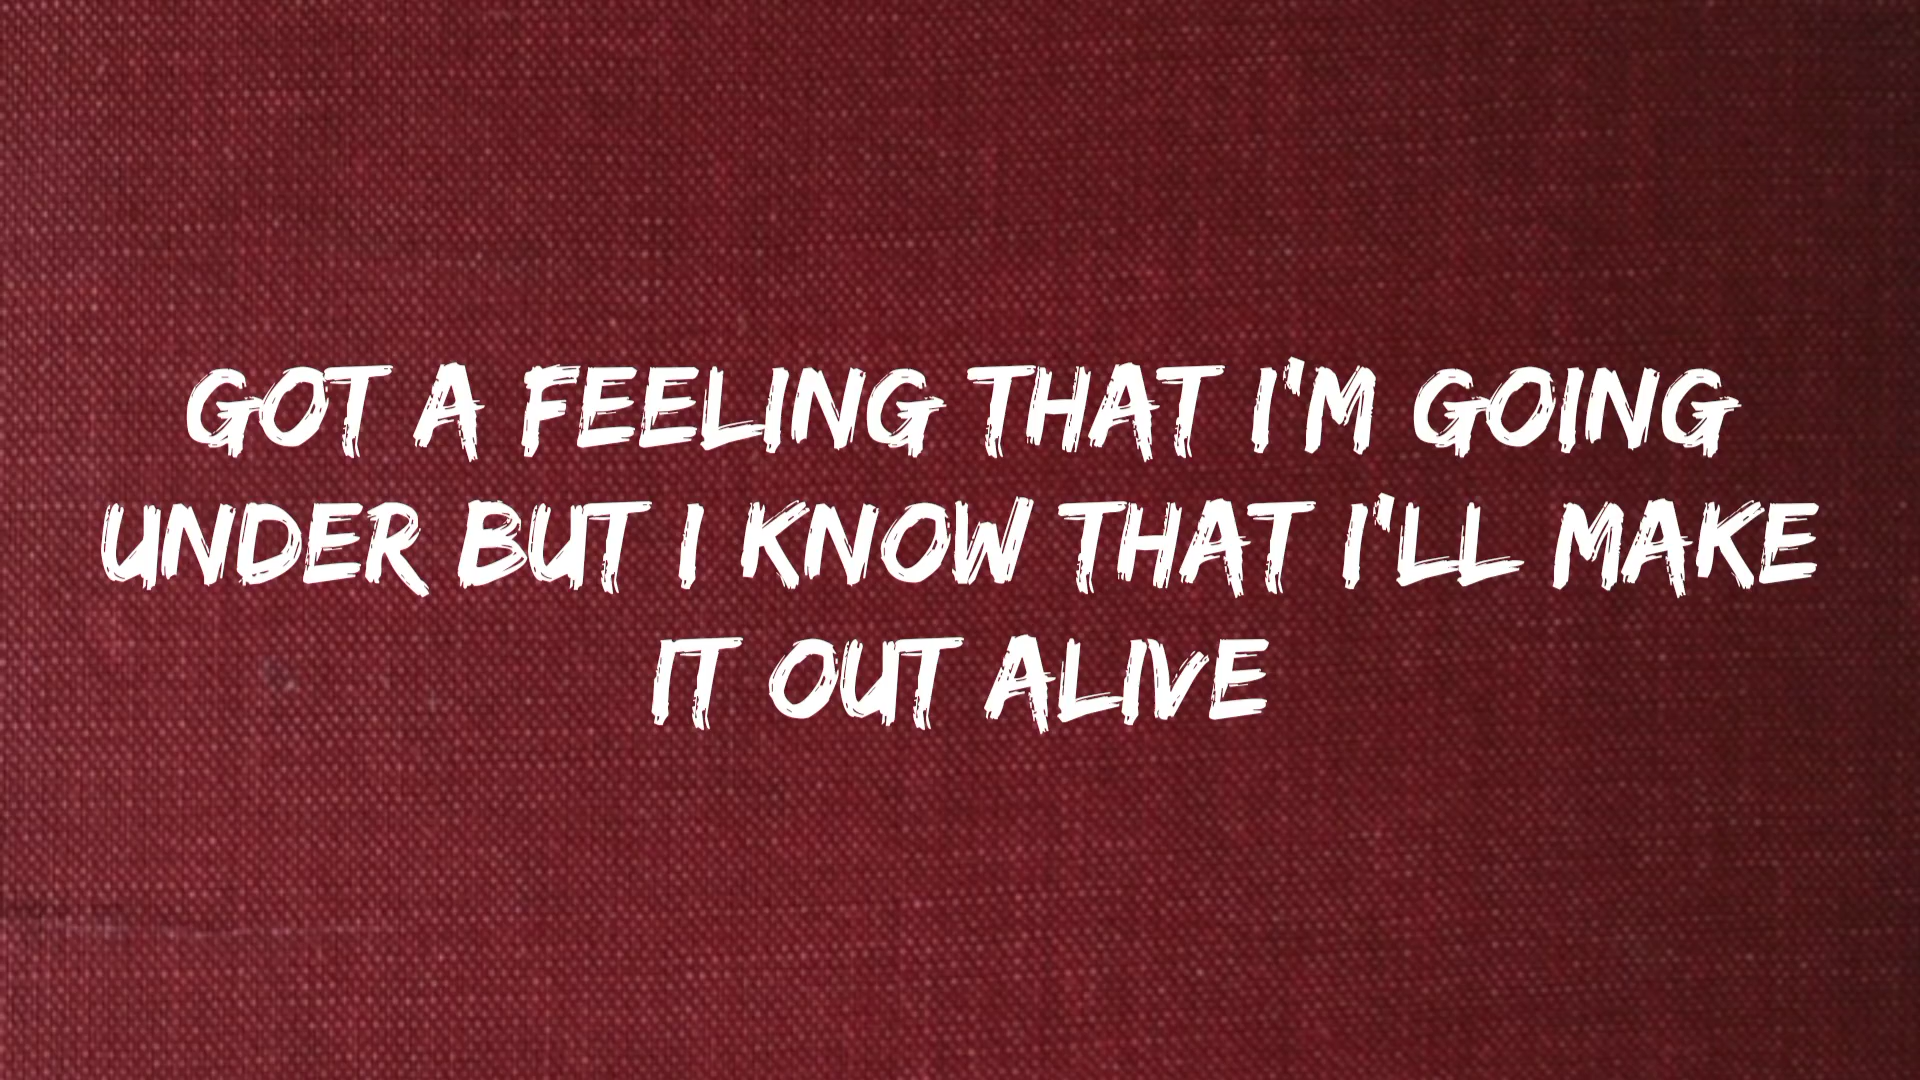 GOT A FEELING THAT I'M GOING
UNDER BUT I KNOW THAT I'LL MAKE
IT OUT ALIVE